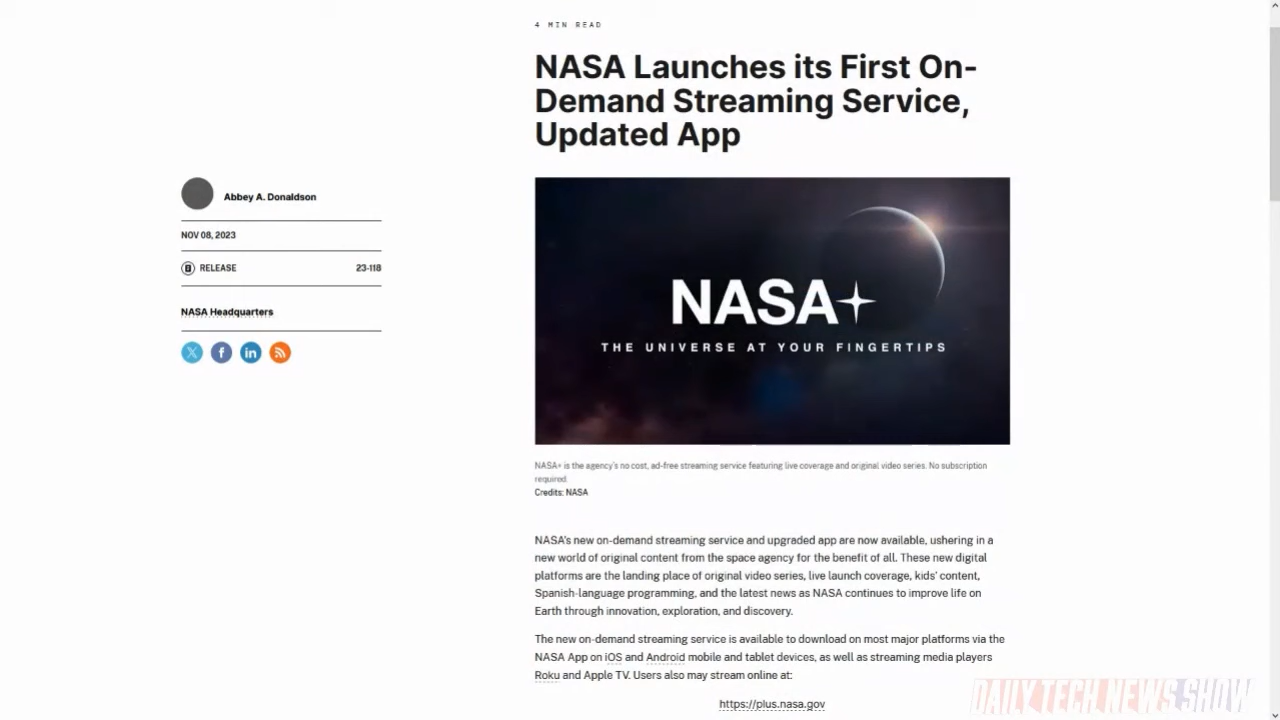 4 MIN READ
NASA Launches its First On-
Demand Streaming Service,
Updated App
Abbey A. Donaldson
NOV 08, 2023
RELEASE 23-118
NASA Headquarters
NASA+
THE UNIVERSE AT YOUR FINGERTIPS
NASA+ is the agency's no cost, ad-free streaming service featuring live coverage and original video series. No subscription
required.
Credits: NASA
NASA's new on-demand streaming service and upgraded app are now available, ushering in a
new world of original content from the space agency for the benefit of all. These new digital
platforms are the landing place of original video series, live launch coverage, kids' content,
Spanish-language programming, and the latest news as NASA continues to improve life on
Earth through innovation, exploration, and discovery.
The new on-demand streaming service is available to download on most major platforms via the
NASA App on iOS and Android mobile and tablet devices, as well as streaming media players
Roku and Apple TV. Users also may stream online at:
https://plus.nasa.gov
DAILY TECH NEWS SHOW